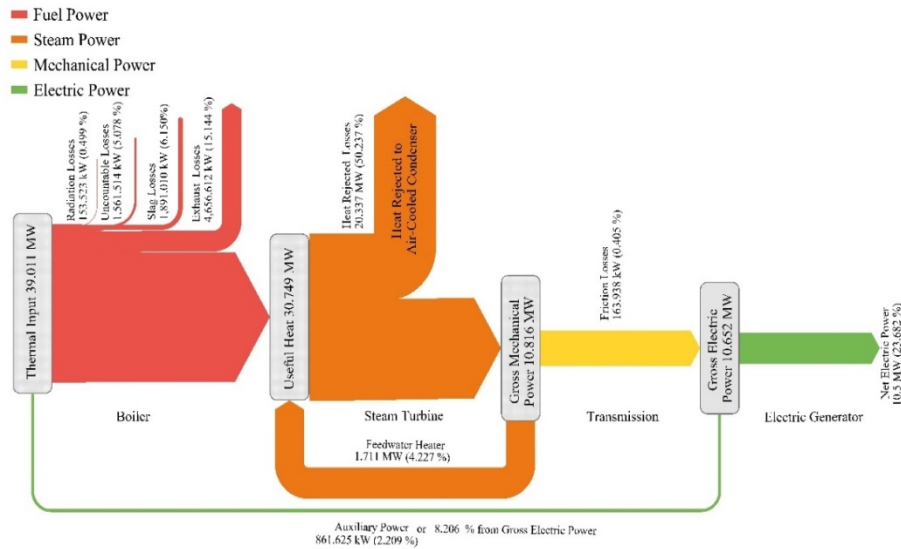 Fuel Power
Steam Power
Mechanical Power
Electric Power
Radiation Losses
153.523 kW (0.499 %)
Uncountable Losses
1,561.514 kW (5.078 %)
Slag Losses
1,891.010 kW (6.150%)
Exhaust Losses
4,656.612 kW (15.144 %)
Heat Rejected Losses
20.337 MW (50.237 %)
Heat Rejected to
Air-Cooled Condenser
Thermal Input 39.011 MW
Useful Heat 30.749 MW
Gross Mechanical
Power 10.816 MW
Friction Losses
163.938 kW (0.405 %)
Gross Electric
Power 10.652 MW
Net Electric Power
10.5 MW (23.682 %)
Boiler
Steam Turbine
Transmission
Electric Generator
Feedwater Heater
1.711 MW (4.227 %)
Auxiliary Power or 8.206 % from Gross Electric Power
861.625 kW (2.209 %)